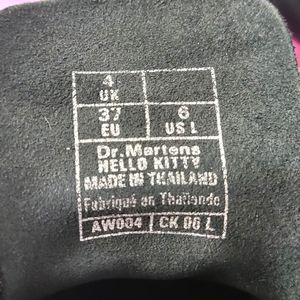 4
UK
37 6
EU US L
Dr.Martens
HELLO KITTY
MADE IN THAILAND
Fabriqué en Thaïlande
AW004 CK 06 L